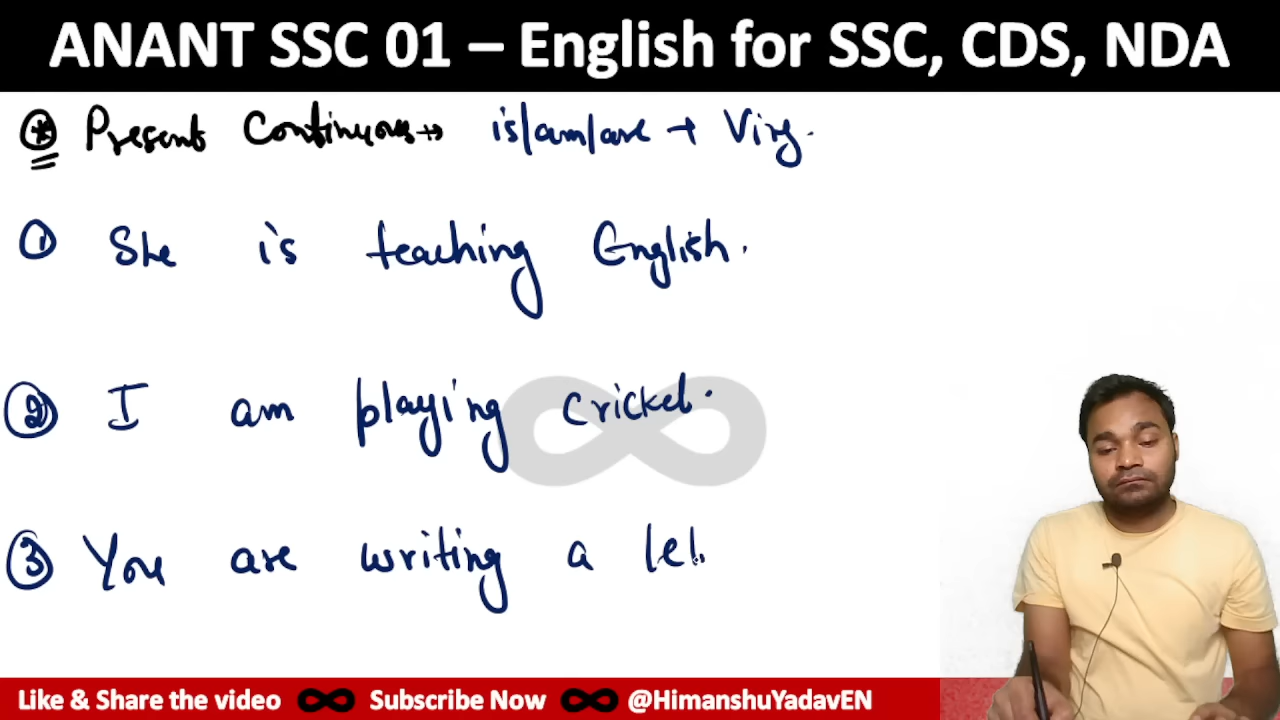 ANANT SSC 01 – English for SSC, CDS, NDA
Present Continuous → is/am/are + Ving.
① She is teaching English.
② I am playing cricket.
③ You are writing a let
Like & Share the video Subscribe Now @HimanshuYadavEN